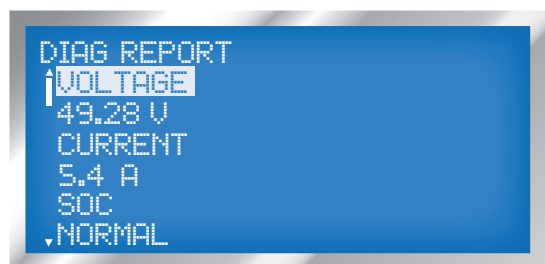 DIAG REPORT
VOLTAGE
49.28 V
CURRENT
5.4 A
SOC
NORMAL